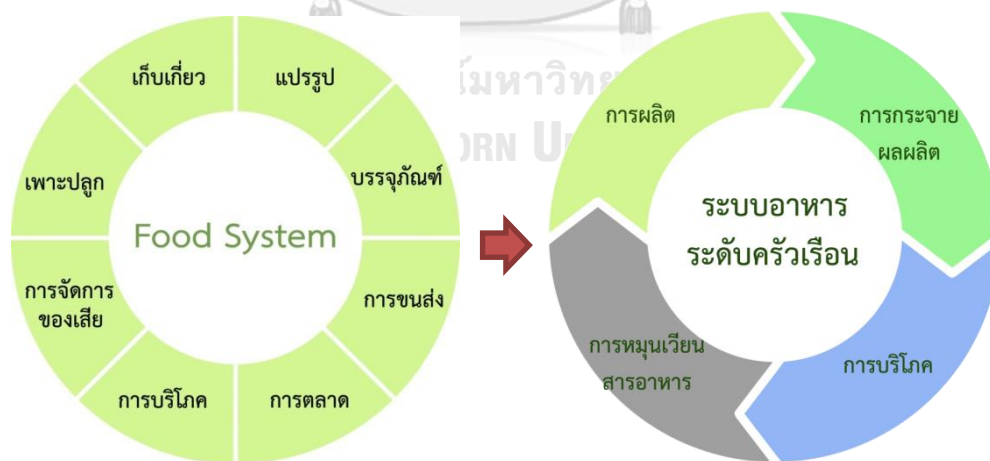 เก็บเกี่ยว
แปรรูป
บรรจุภัณฑ์
การขนส่ง
การตลาด
การบริโภค
การจัดการ
ของเสีย
เพาะปลูก
Food System
การผลิต
การกระจาย
ผลผลิต
การบริโภค
การหมุนเวียน
สารอาหาร
ระบบอาหาร
ระดับครัวเรือน